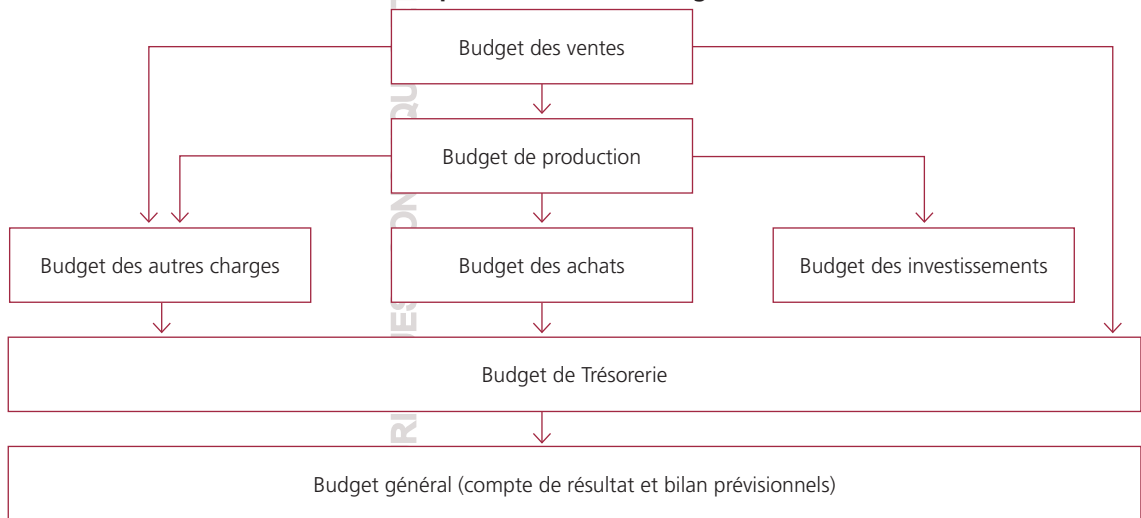 Budget des ventes
Budget de production
Budget des autres charges
Budget des achats
Budget des investissements
Budget de Trésorerie
Budget général (compte de résultat et bilan prévisionnels)